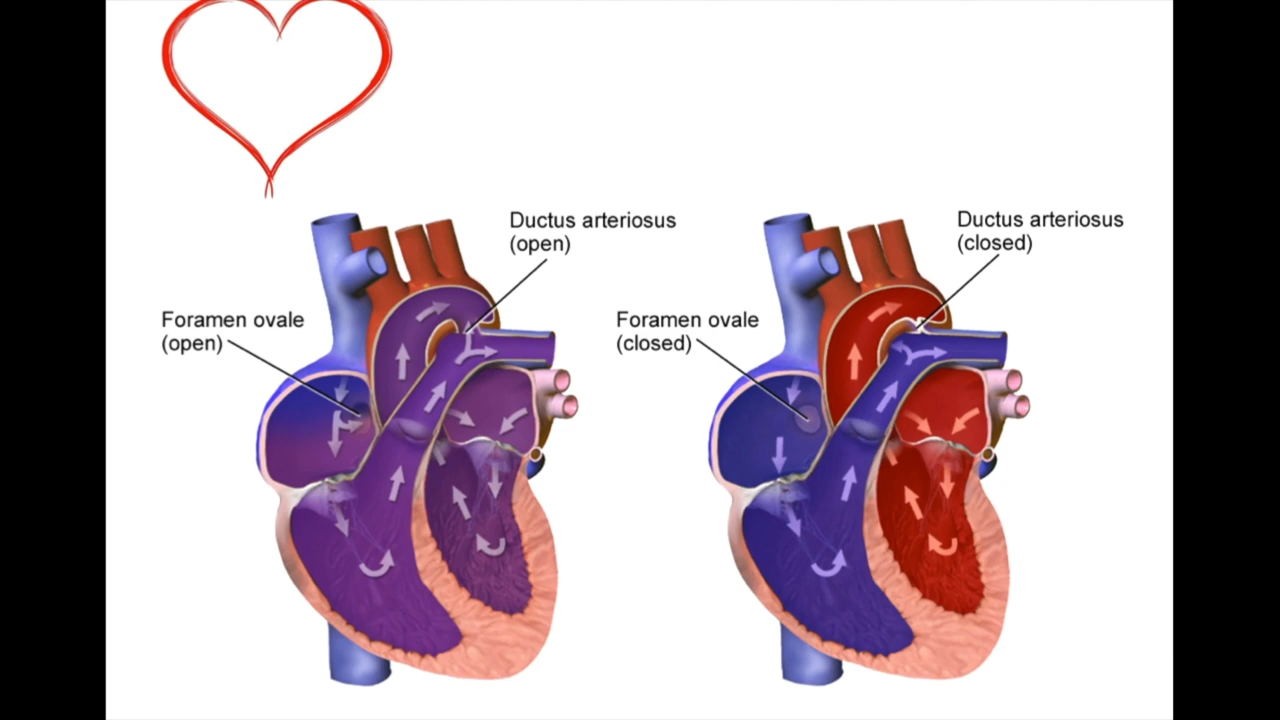 Ductus arteriosus
(open)
Foramen ovale
(open)
Ductus arteriosus
(closed)
Foramen ovale
(closed)